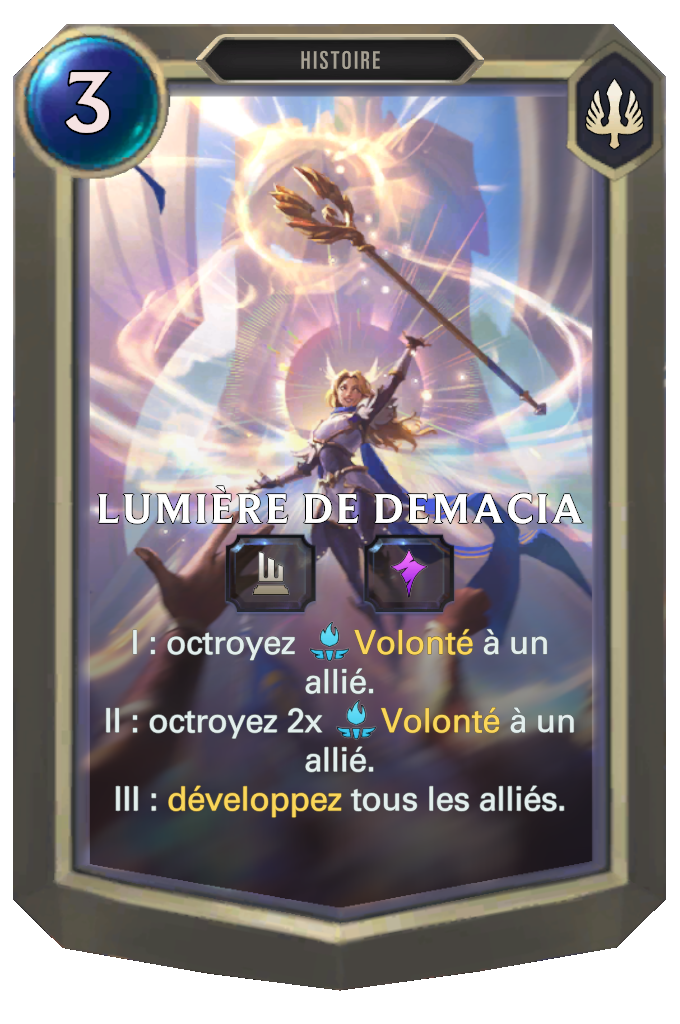 3
HISTOIRE
LUMIÈRE DE DEMACIA
I : octroyez Volonté à un
allié.
II : octroyez 2x Volonté à un
allié.
III : développez tous les alliés.